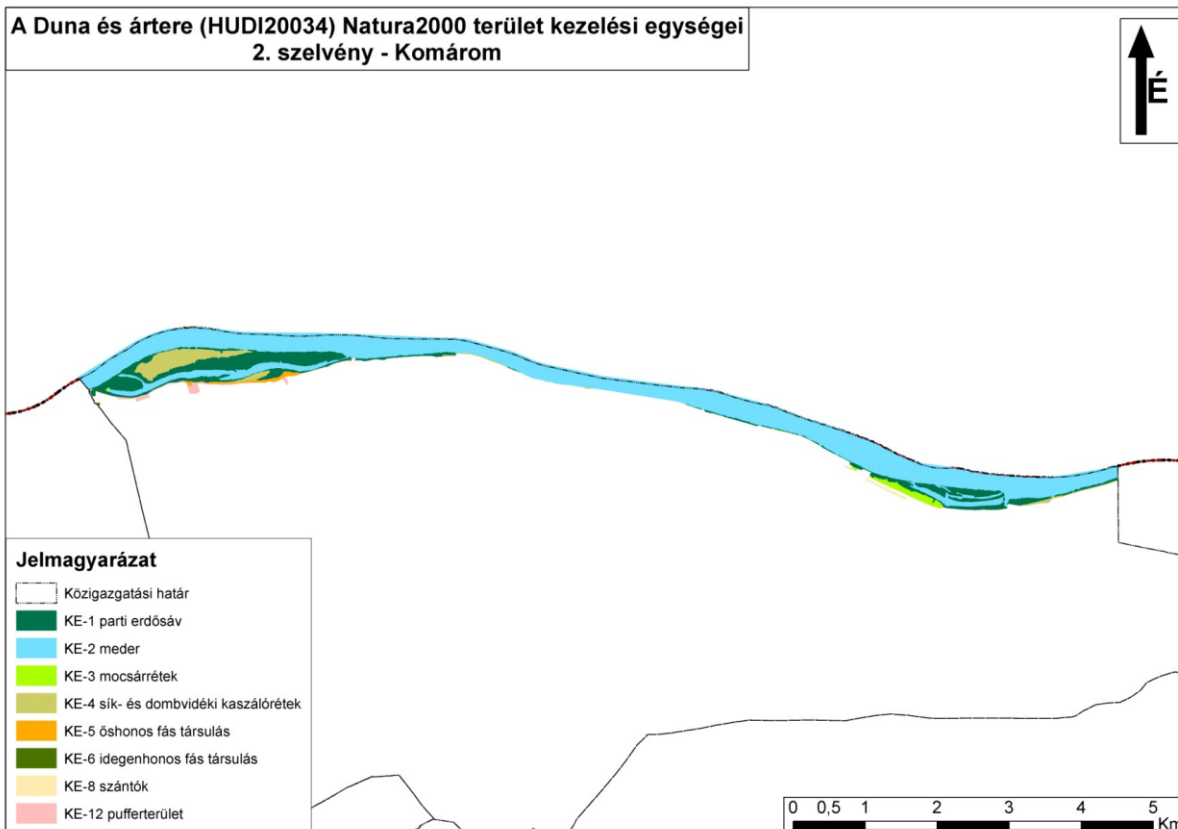 A Duna és ártere (HUDI20034) Natura2000 terület kezelési egységei
2. szelvény - Komárom
É
Jelmagyarázat
Közigazgatási határ
KE-1 parti erdősáv
KE-2 meder
KE-3 mocsárrétek
KE-4 sík- és dombvidéki kaszálórétek
KE-5 őshonos fás társulás
KE-6 idegenhonos fás társulás
KE-8 szántók
KE-12 pufferterület
0 0,5 1 2 3 4 5
Km